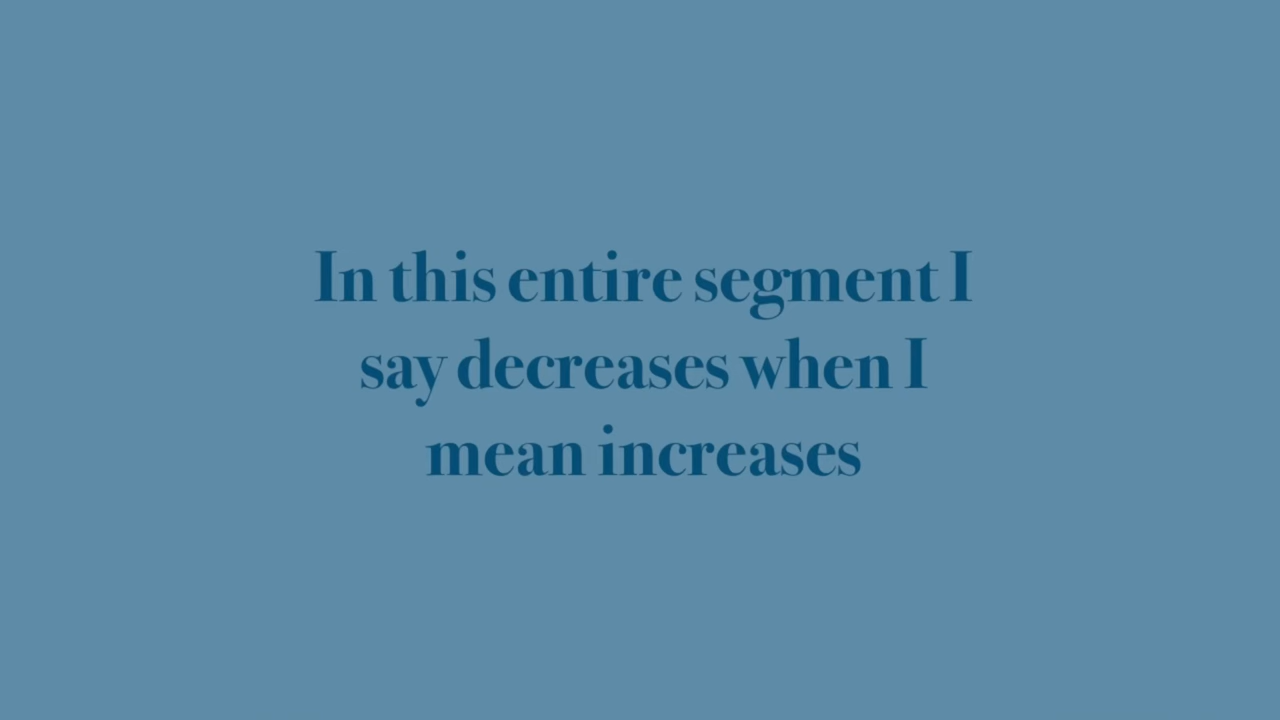 In this entire segment I
say decreases when I
mean increases